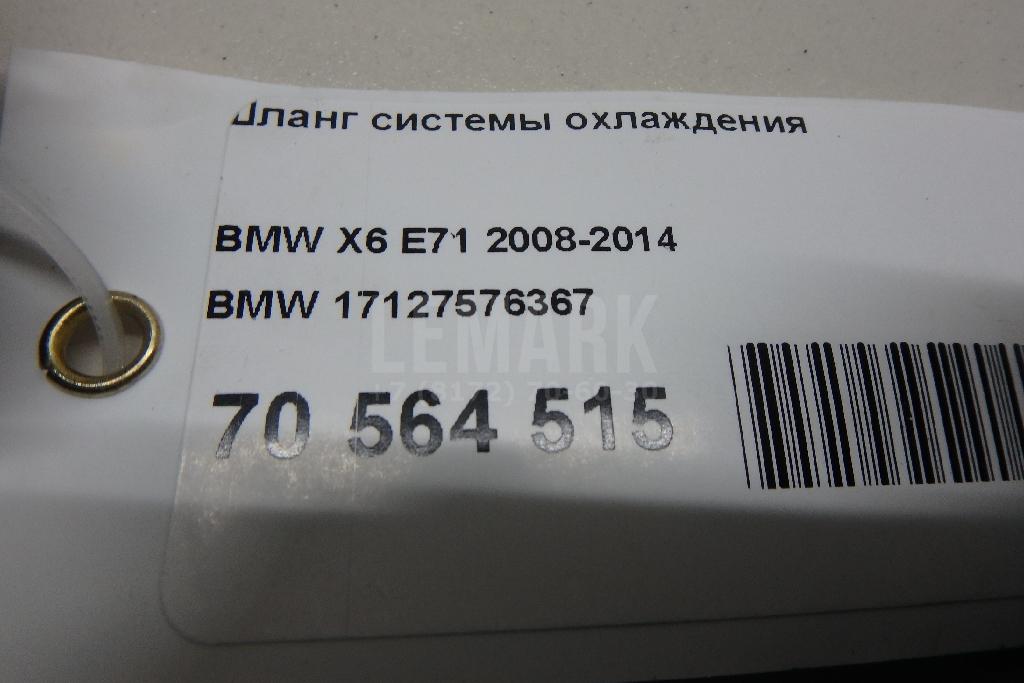 Шланг системы охлаждения
BMW X6 E71 2008-2014
BMW 17127576367
LEMARK
70 564 515